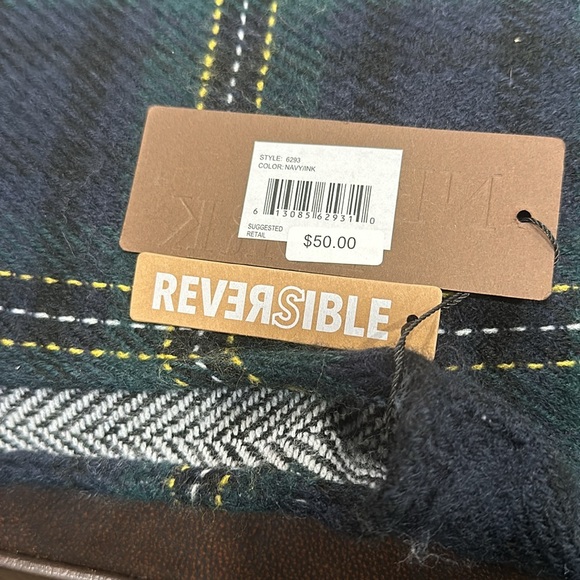 STYLE: 6293
COLOR: NAVY/INK
6 13085 62931 0
SUGGESTED
RETAIL
$50.00
REVERSIBLE